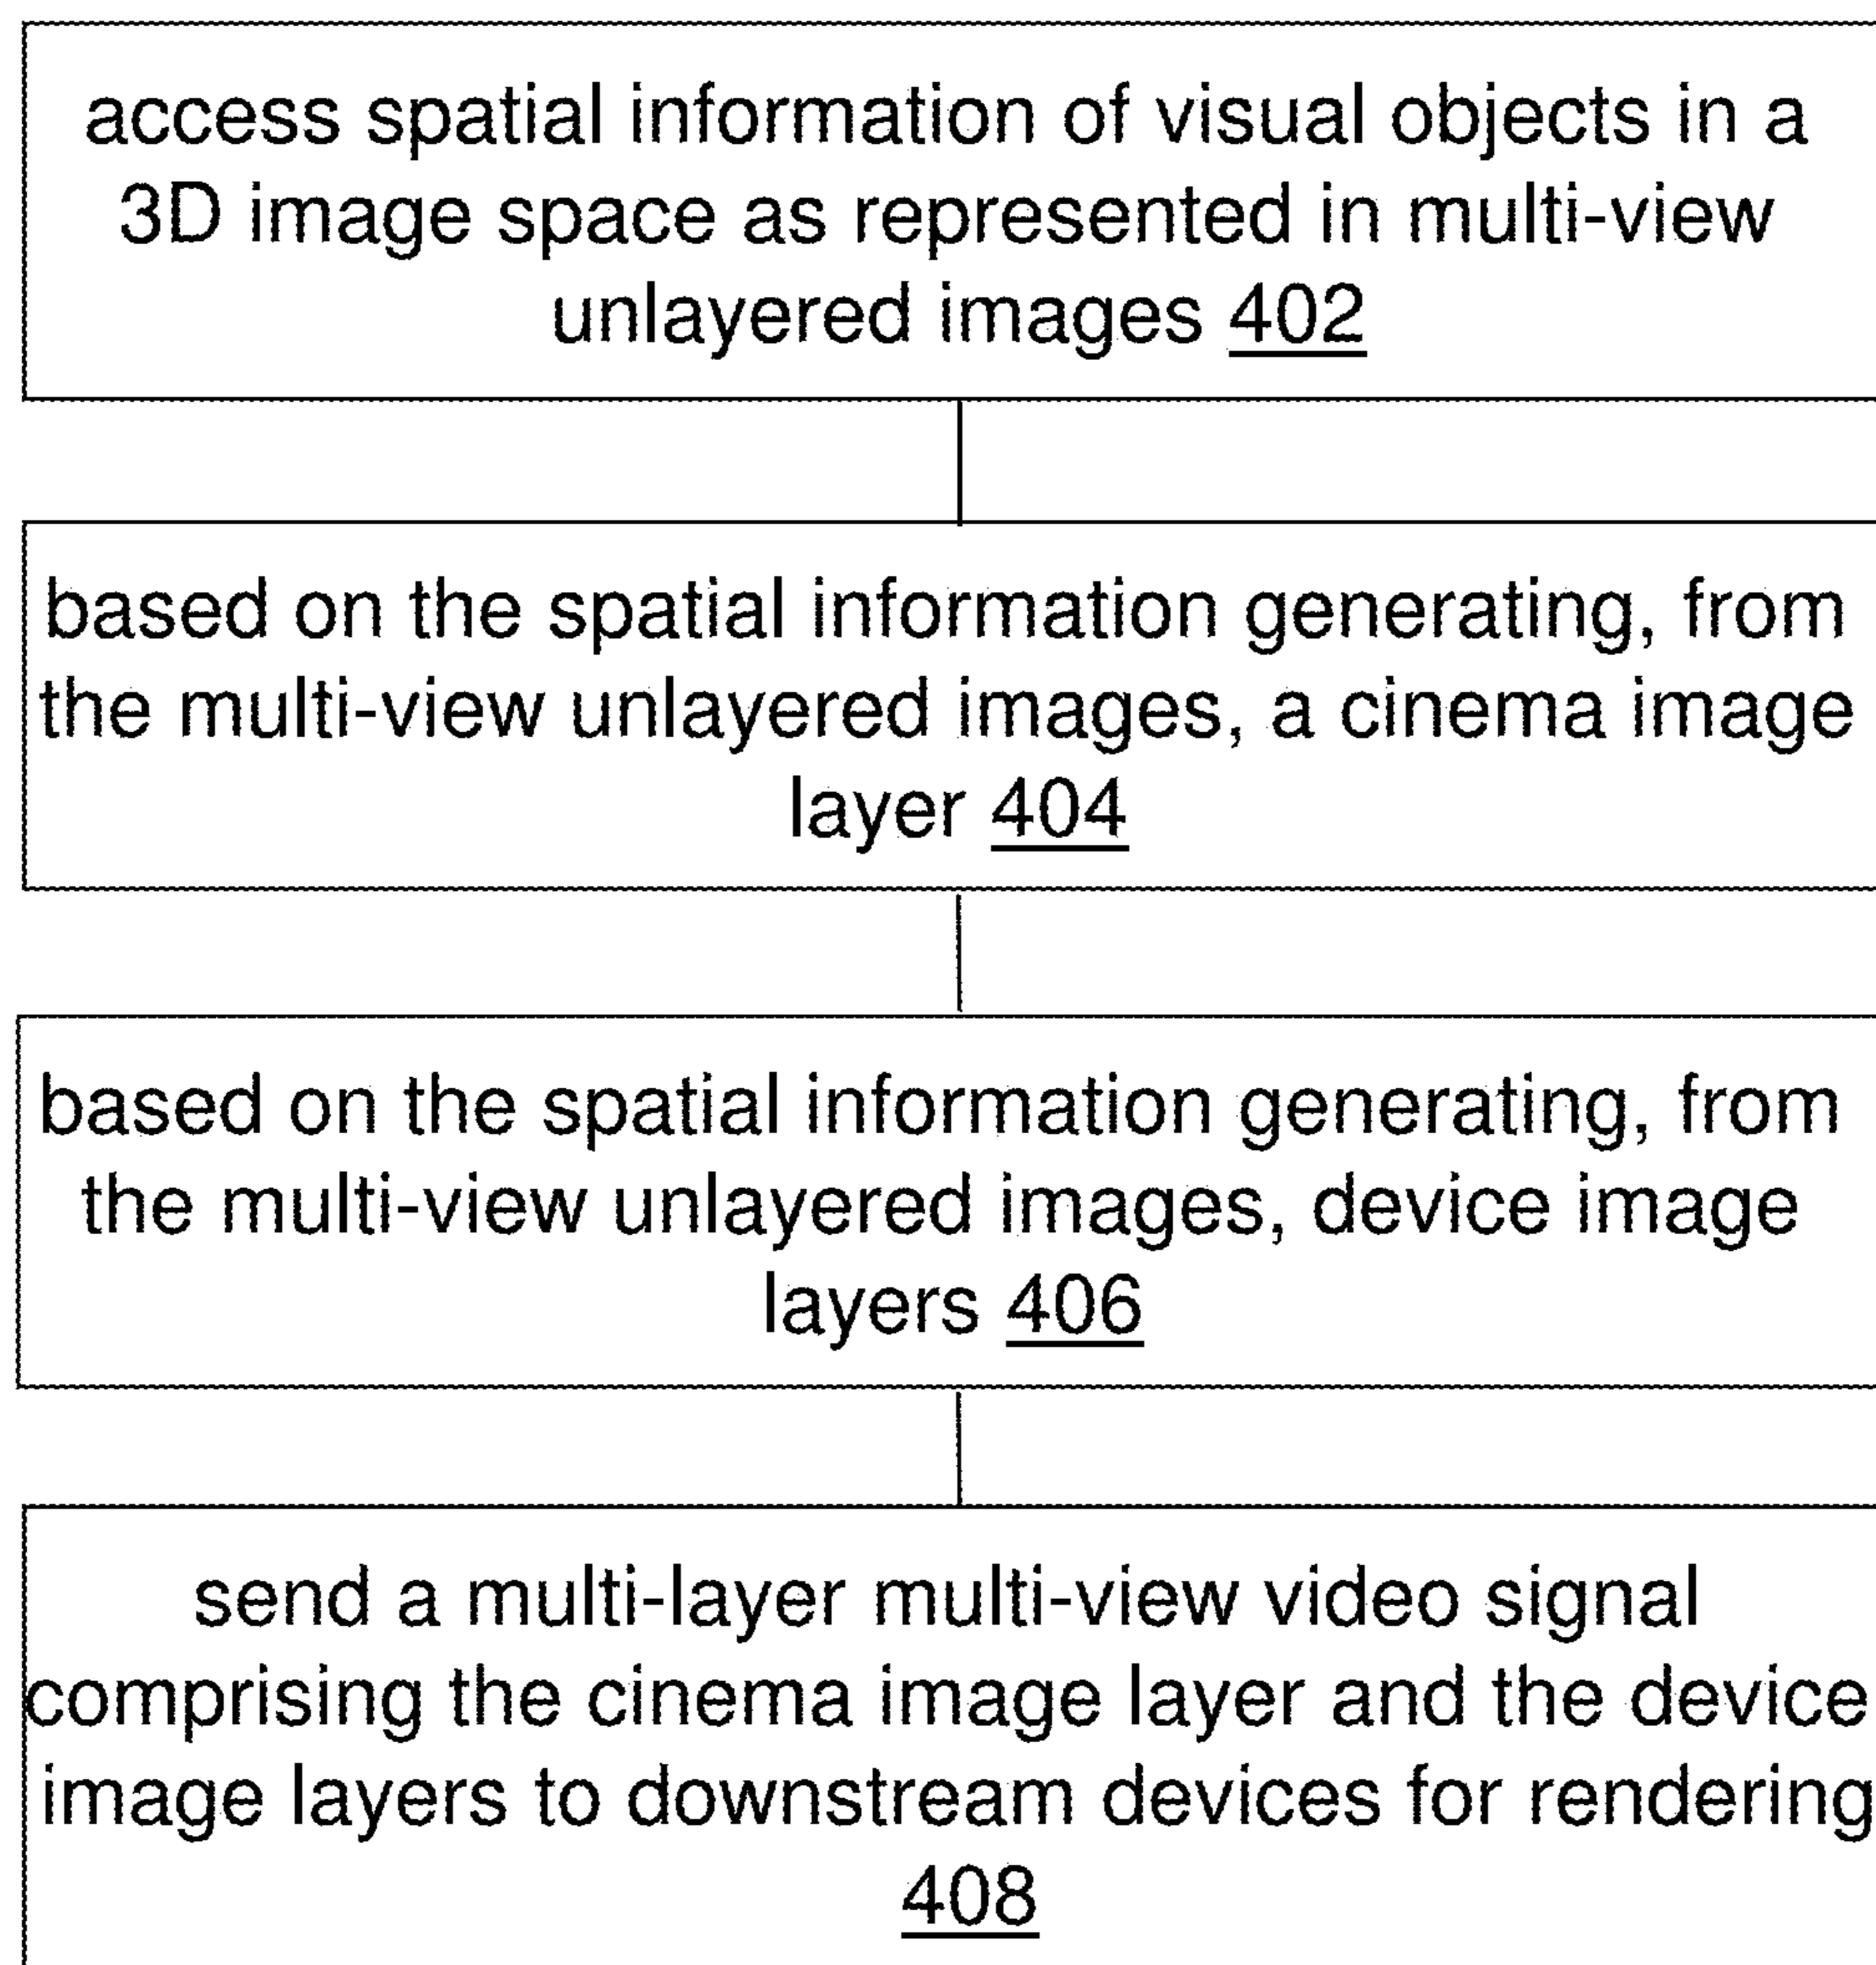 access spatial information of visual objects in a
3D image space as represented in multi-view
unlayered images 402
based on the spatial information generating, from
the multi-view unlayered images, a cinema image
layer 404
based on the spatial information generating, from
the multi-view unlayered images, device image
layers 406
send a multi-layer multi-view video signal
comprising the cinema image layer and the device
image layers to downstream devices for rendering
408